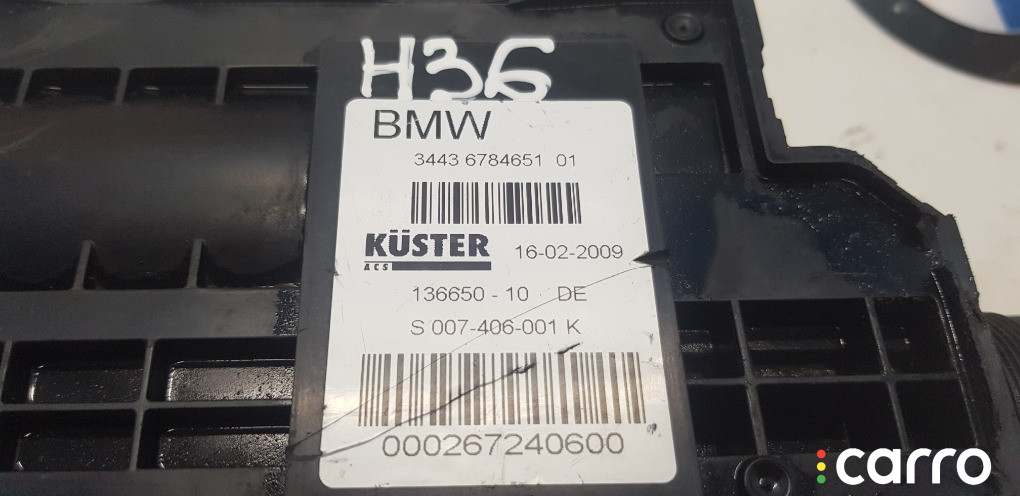 H36
BMW
3443 6784651 01
KÜSTER
ACS
16-02-2009
136650 - 10 DE
S 007-406-001 K
000267240600
carro